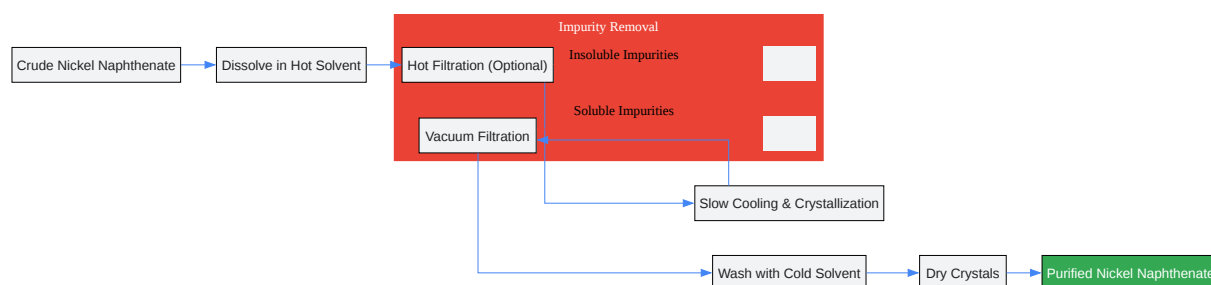 Impurity Removal
Crude Nickel Naphthenate
Dissolve in Hot Solvent
Hot Filtration (Optional)
Insoluble Impurities
Soluble Impurities
Vacuum Filtration
Slow Cooling & Crystallization
Wash with Cold Solvent
Dry Crystals
Purified Nickel Naphthenate